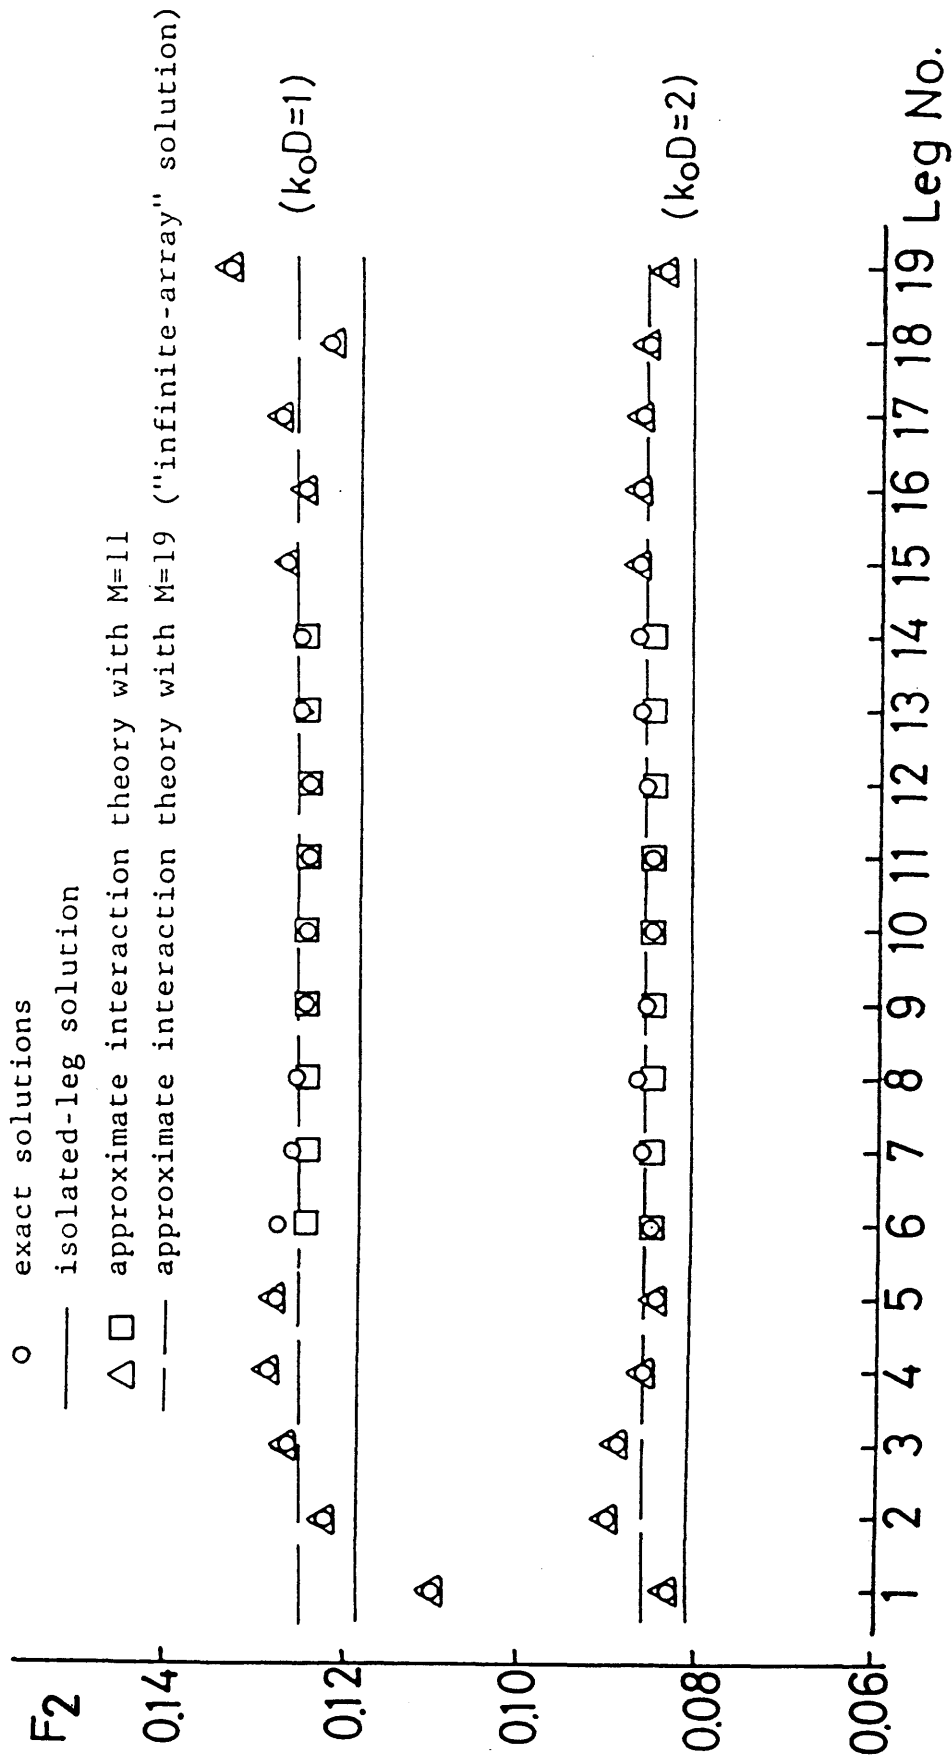 exact solutions
isolated-leg solution
approximate interaction theory with M=11
approximate interaction theory with M=19 ("infinite-array" solution)
F2
0.14
0.12
0.10
0.08
0.06
(k₀D=1)
(k₀D=2)
1 2 3 4 5 6 7 8 9 10 11 12 13 14 15 16 17 18 19 Leg No.